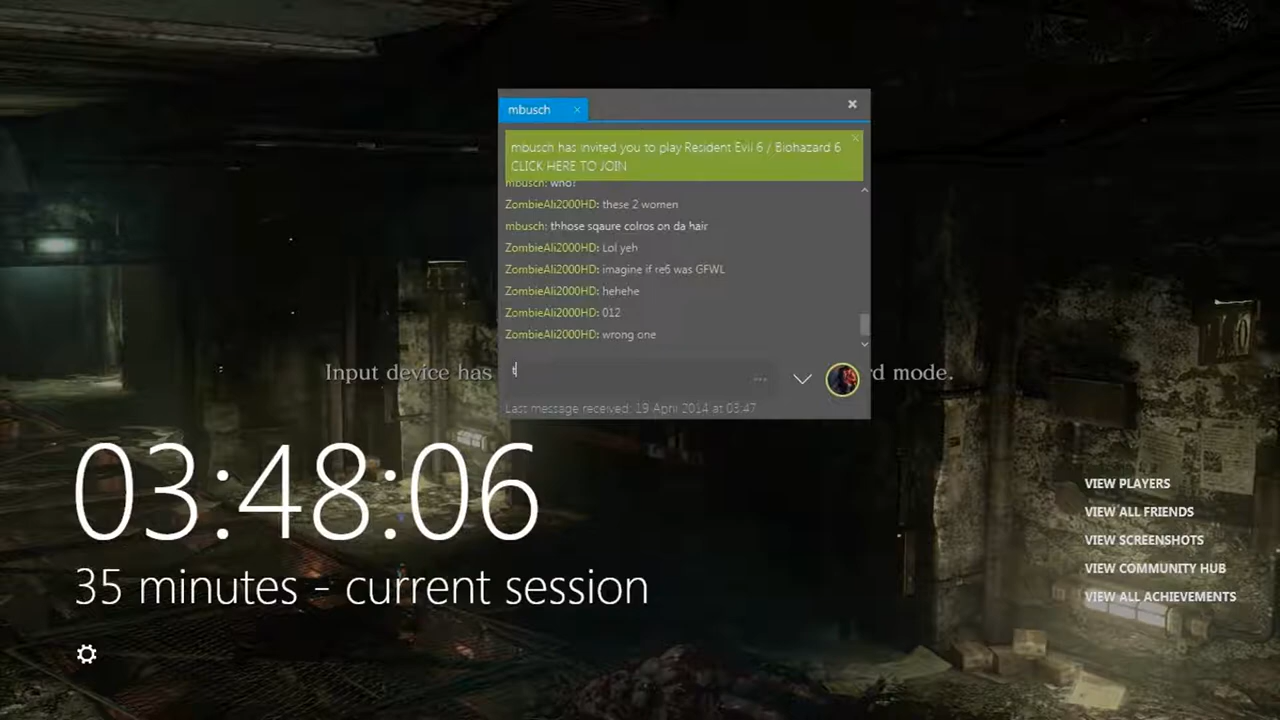 mbusch
mbusch has invited you to play Resident Evil 6 / Biohazard 6
CLICK HERE TO JOIN
mbusch: who?
ZombieAli2000HD: these 2 women
mbusch: thhose sqaure colros on da hair
ZombieAli2000HD: Lol yeh
ZombieAli2000HD: imagine if re6 was GFWL
ZombieAli2000HD: hehehe
ZombieAli2000HD: 012
ZombieAli2000HD: wrong one
t
Input device has
rd mode.
Last message received: 19 April 2014 at 03:47
03:48:06
35 minutes - current session
VIEW PLAYERS
VIEW ALL FRIENDS
VIEW SCREENSHOTS
VIEW COMMUNITY HUB
VIEW ALL ACHIEVEMENTS